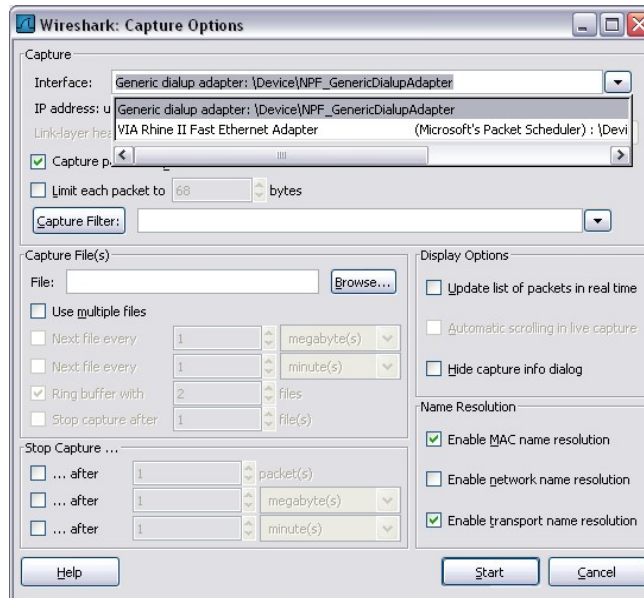 Wireshark: Capture Options
Capture
Interface: Generic dialup adapter: \Device\NPF_GenericDialupAdapter
Generic dialup adapter: \Device\NPF_GenericDialupAdapter
IP address: u
VIA Rhine II Fast Ethernet Adapter (Microsoft's Packet Scheduler) : \Devi
Link-layer hea
Capture p
Limit each packet to 68 bytes
Capture Filter:
Capture File(s)
File: Browse...
Use multiple files
Next file every 1 megabyte(s)
Next file every 1 minute(s)
Ring buffer with 2 files
Stop capture after 1 file(s)
Display Options
Update list of packets in real time
Automatic scrolling in live capture
Hide capture info dialog
Stop Capture ...
... after 1 packet(s)
... after 1 megabyte(s)
... after 1 minute(s)
Name Resolution
Enable MAC name resolution
Enable network name resolution
Enable transport name resolution
Help Start Cancel